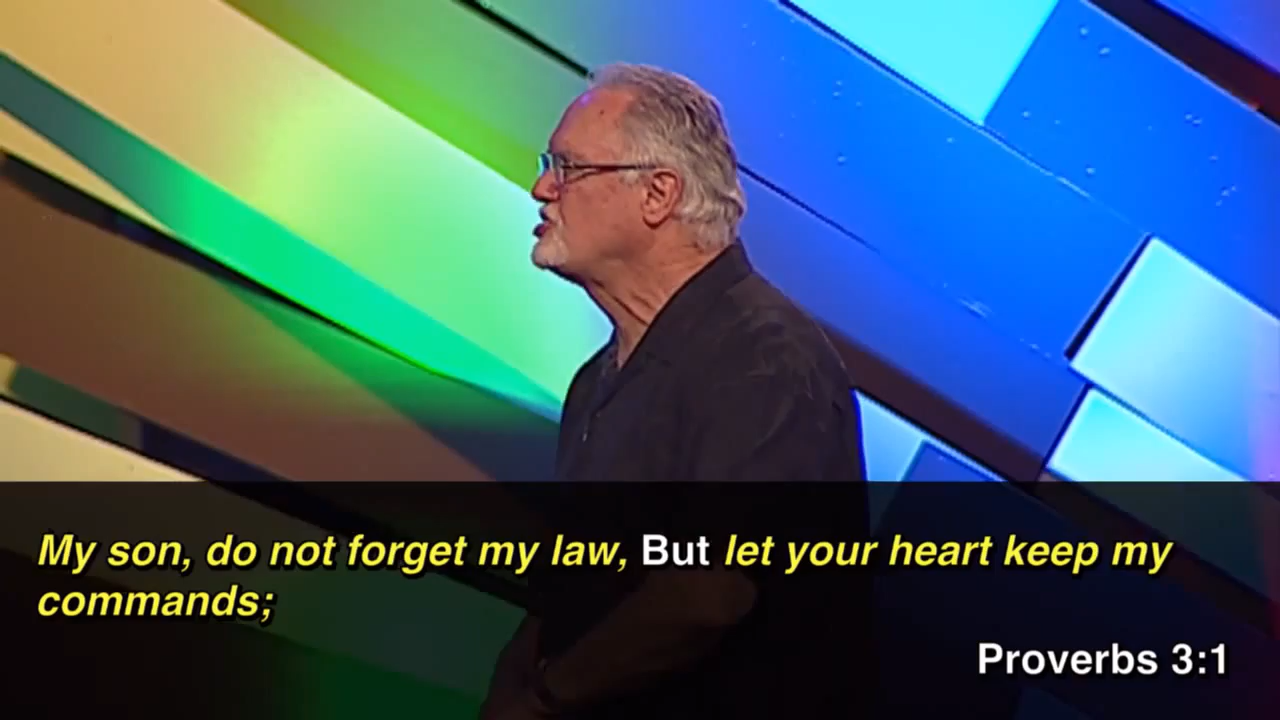 My son, do not forget my law, But let your heart keep my
commands;
Proverbs 3:1